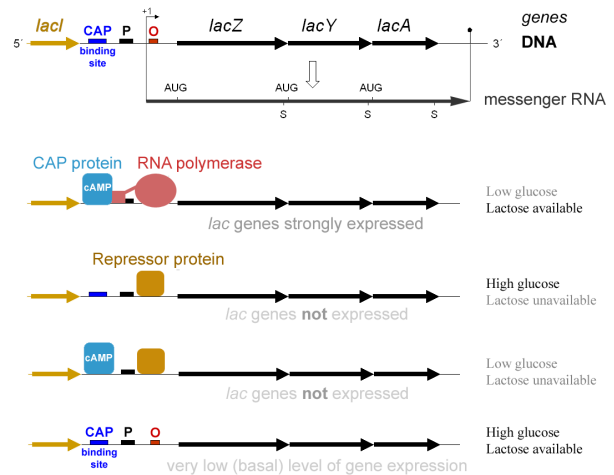 lacI CAP P +1 O lacZ lacY lacA genes
5´ 3´ DNA
binding
site
AUG AUG AUG
messenger RNA
S S S
CAP protein RNA polymerase
cAMP
Low glucose
Lactose available
lac genes strongly expressed
Repressor protein
High glucose
Lactose unavailable
lac genes not expressed
cAMP
Low glucose
Lactose unavailable
lac genes not expressed
CAP P O
High glucose
Lactose available
binding
site
very low (basal) level of gene expression